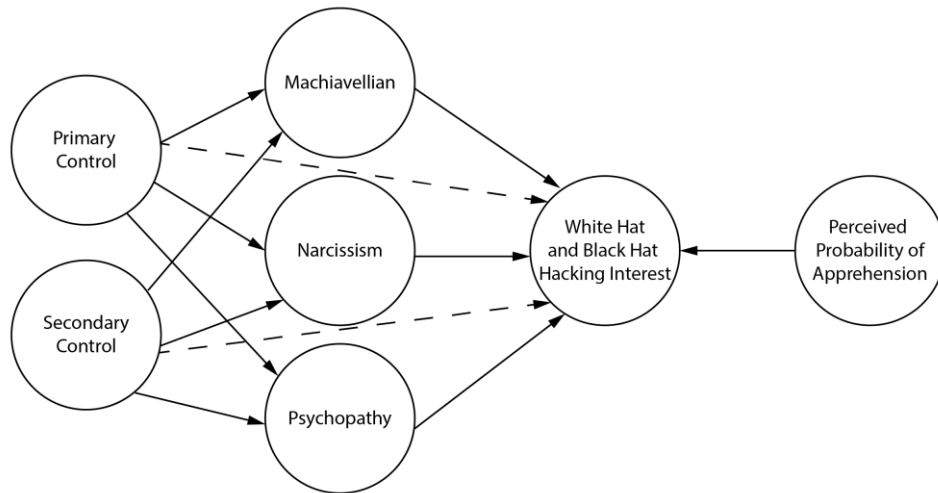 Machiavellian
Primary
Control
Narcissism
White Hat
and Black Hat
Hacking Interest
Perceived
Probability of
Apprehension
Secondary
Control
Psychopathy